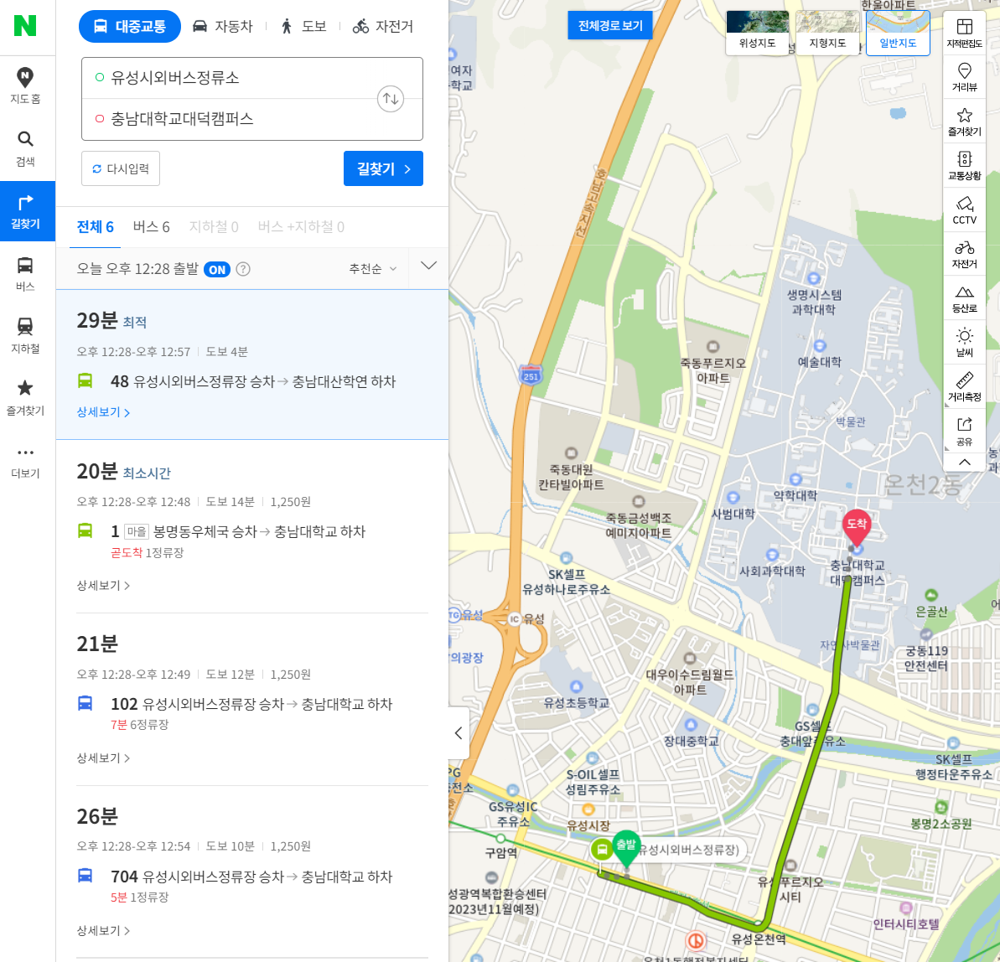 N
지도 홈
검색
길찾기
버스
지하철
즐겨찾기
더보기
대중교통 자동차 도보 자전거
유성시외버스정류소
충남대학교대덕캠퍼스
다시입력
길찾기
전체 6 버스 6 지하철 0 버스+지하철 0
오늘 오후 12:28 출발 ON ? 추천순
29분 최적
오후 12:28-오후 12:57 도보 4분
48 유성시외버스정류장 승차→충남대산학연 하차
상세보기
20분 최소시간
오후 12:28-오후 12:48 도보 14분 1,250원
1 마을 봉명동우체국 승차→충남대학교 하차
곧도착 1정류장
상세보기
21분
오후 12:28-오후 12:49 도보 12분 1,250원
102 유성시외버스정류장 승차→충남대학교 하차
7분 6정류장
상세보기
26분
오후 12:28-오후 12:54 도보 10분 1,250원
704 유성시외버스정류장 승차→충남대학교 하차
5분 1정류장
상세보기
전체경로 보기
위성지도
지형지도
일반지도
지적편집도
거리뷰
즐겨찾기
교통상황
CCTV
자전거
등산로
날씨
거리측정
공유
한울아파트
여자
학교
호남고속지선
생명시스템
과학대학
죽동푸르지오
아파트
예술대학
251
박물관
죽동대원
칸타빌아파트
온천2동
약학대학
사범대학
죽동금성백조
예미지아파트
도착
충남대학교
대덕캠퍼스
사회과학대학
SK셀프
유성하나로주유소
은골산
TG 유성
IC 유성
의광장
자연사박물관
궁동119
안전센터
대우이수드림월드
아파트
유성초등학교
GS셀프
충대앞주유소
장대중학교
SK셀프
행정타운주유소
S-OIL셀프
성림주유소
PG
충전소
GS유성IC
주유소
유성시장
봉명2소공원
구암역
출발
유성시외버스정류장)
유성푸르지오
시티
성광역복합환승센터
2023년11월예정)
인터시티호텔
유성온천역
온천1동행정복지센터